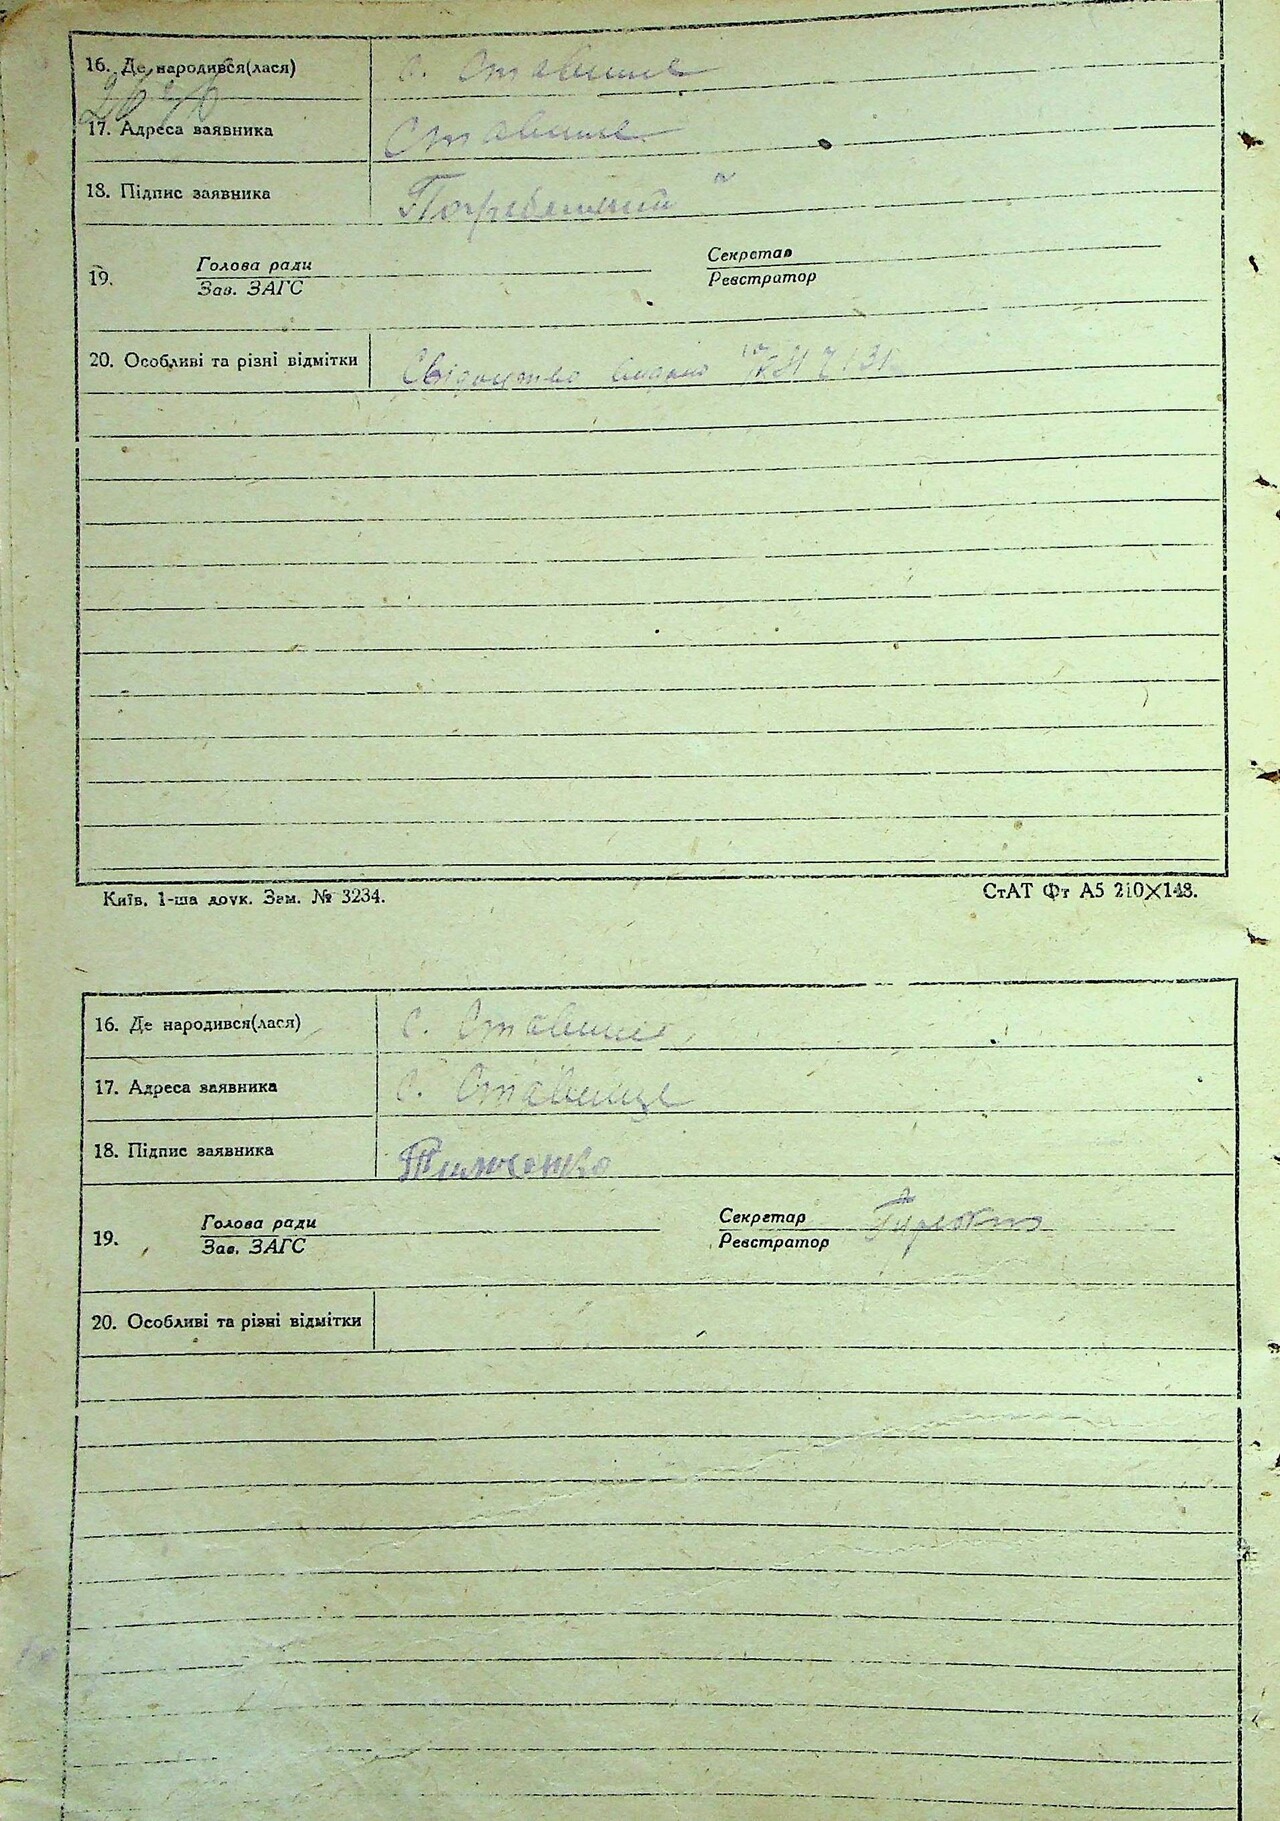 16. Де народився(лася) с. Ставище
17. Адреса заявника Ставище
18. Підпис заявника
19. Голова ради Секретар
Зав. ЗАГС Реєстратор
20. Особливі та різні відмітки Свідоцтво видано
Київ, 1-ша друк. Зам. № 3234. СтАТ Фт А5 210×148.
16. Де народився(лася) с. Ставище
17. Адреса заявника с. Ставище
18. Підпис заявника Тимченко
19. Голова ради Секретар
Зав. ЗАГС Реєстратор
20. Особливі та різні відмітки